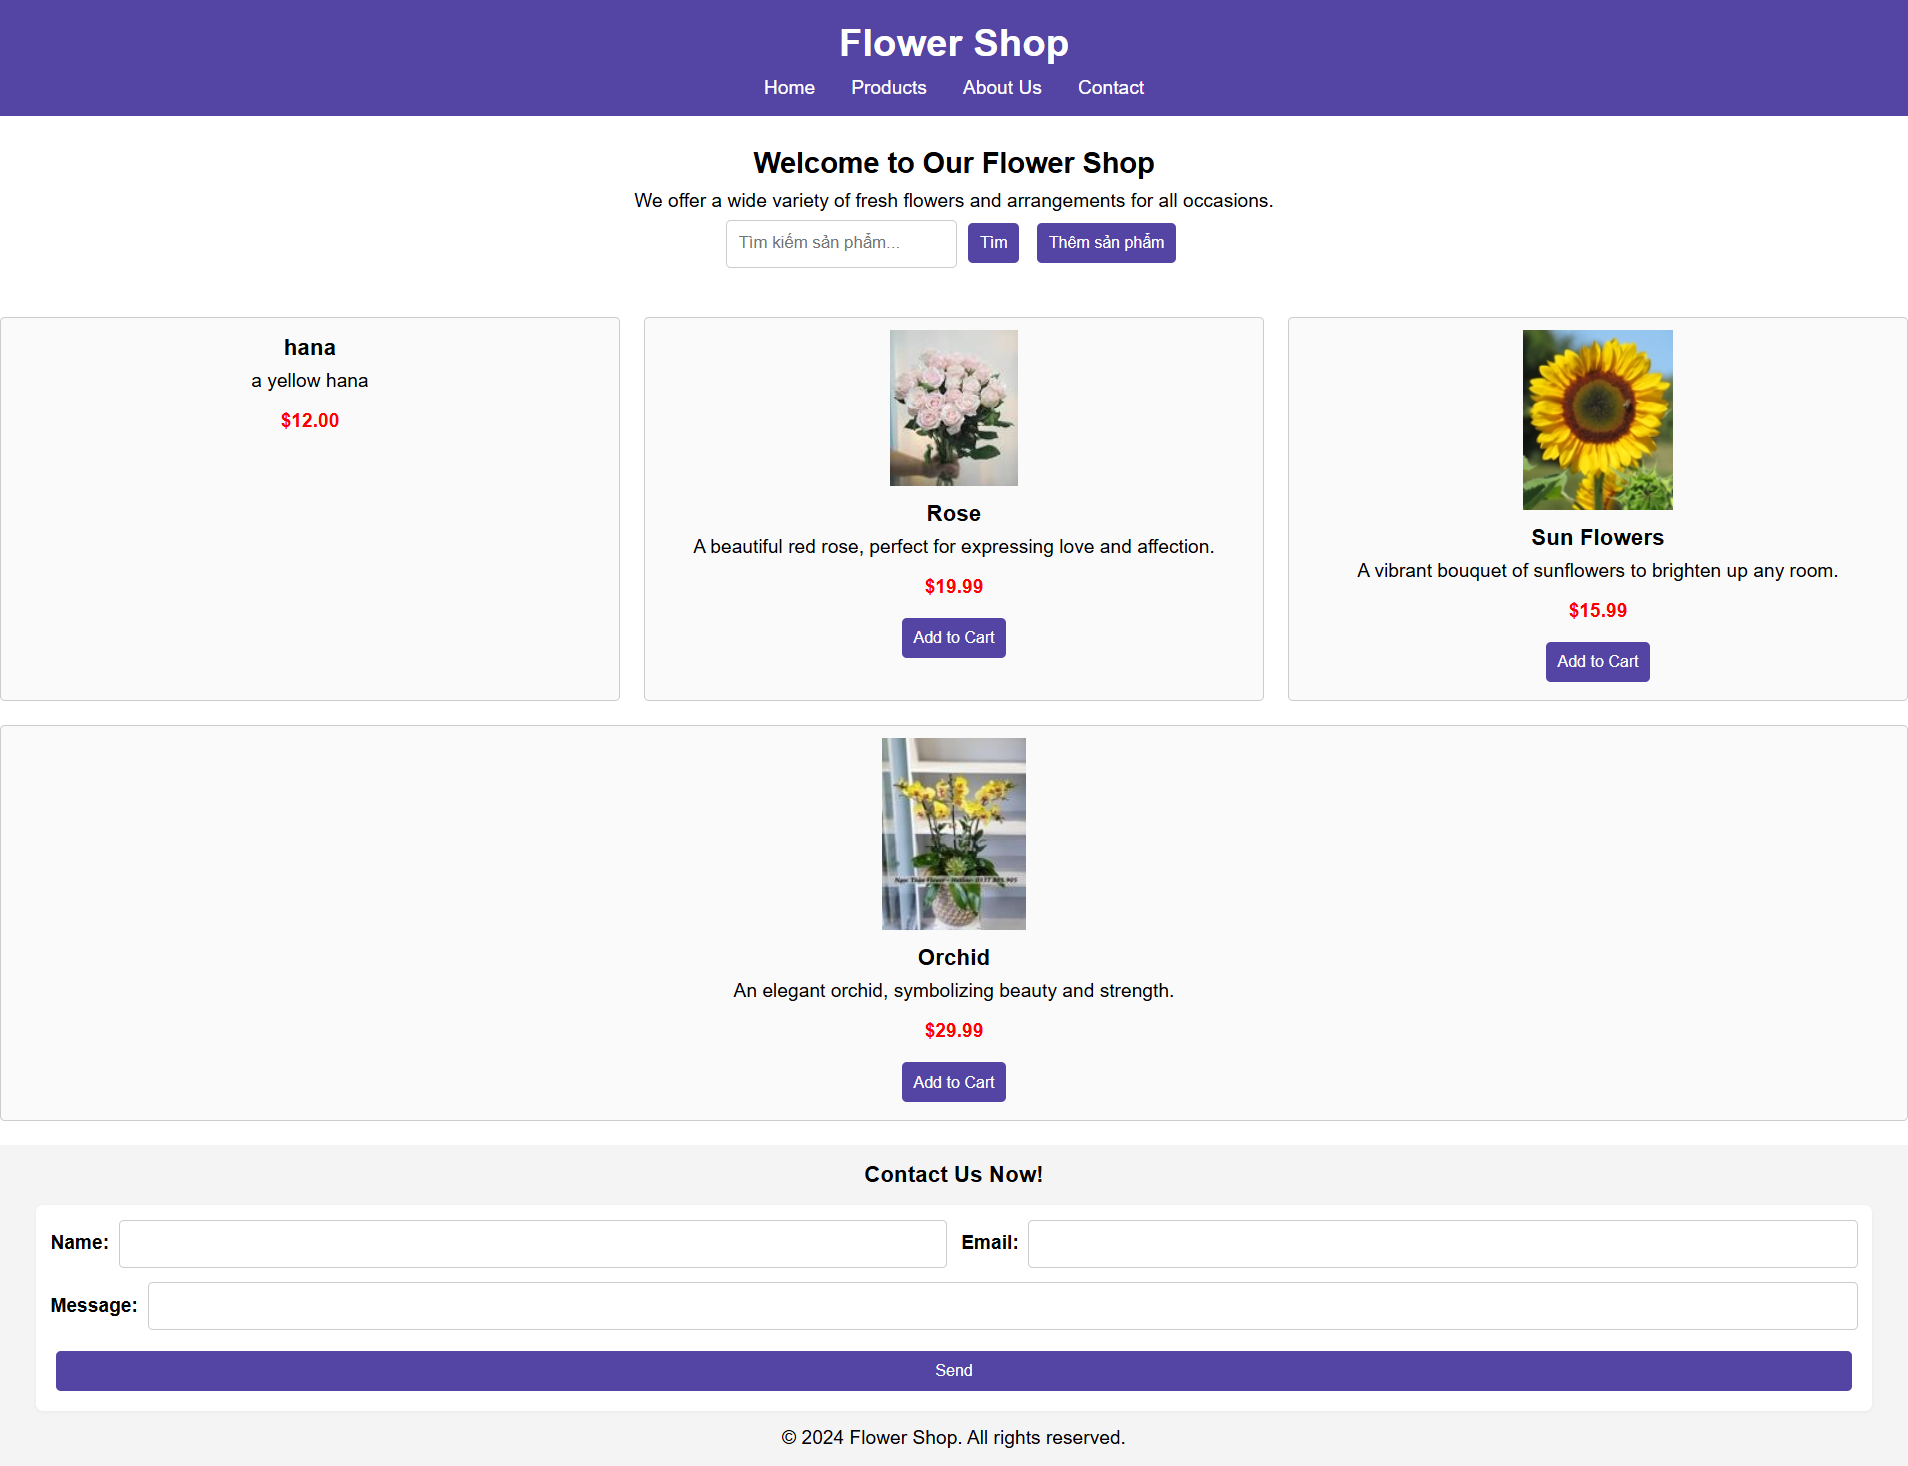 Flower Shop
Home Products About Us Contact
Welcome to Our Flower Shop
We offer a wide variety of fresh flowers and arrangements for all occasions.
Tìm kiếm sản phẩm... Tìm Thêm sản phẩm
hana
a yellow hana
$12.00
Rose
A beautiful red rose, perfect for expressing love and affection.
$19.99
Add to Cart
Sun Flowers
A vibrant bouquet of sunflowers to brighten up any room.
$15.99
Add to Cart
Orchid
An elegant orchid, symbolizing beauty and strength.
$29.99
Add to Cart
Contact Us Now!
Name: Email:
Message:
Send
© 2024 Flower Shop. All rights reserved.